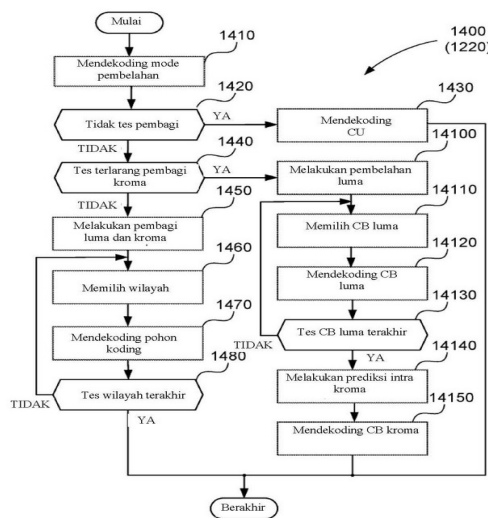 Mulai
1400
(1220)
1410
Mendekoding mode
pembelahan
1420
Tidak tes pembagi
YA
1430
Mendekoding
CU
TIDAK
1440
Tes terlarang pembagi
kroma
YA
14100
Melakukan pembelahan
luma
TIDAK
1450
Melakukan pembagi
luma dan kroma
14110
Memilih CB luma
1460
Memilih wilayah
14120
Mendekoding CB
luma
1470
Mendekoding pohon
koding
14130
Tes CB luma terakhir
TIDAK
YA
1480
Tes wilayah terakhir
TIDAK
YA
14140
Melakukan prediksi intra
kroma
14150
Mendekoding CB kroma
Berakhir